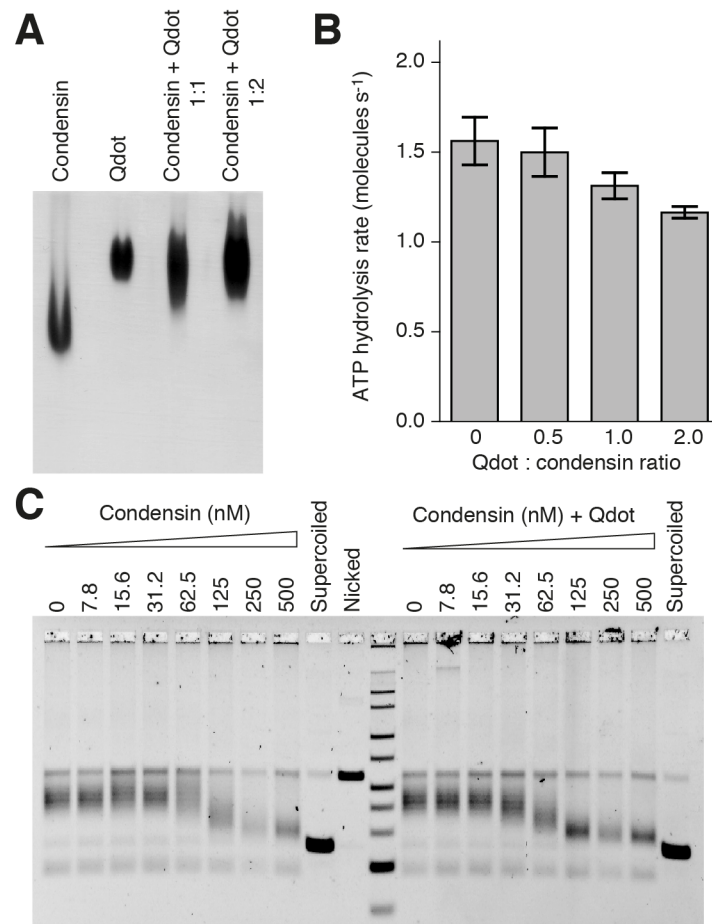 A
Condensin
Qdot
Condensin + Qdot
1:1
Condensin + Qdot
1:2
B
ATP hydrolysis rate (molecules s-1)
2.0
1.5
1.0
0.5
0.0
0
0.5
1.0
2.0
Qdot : condensin ratio
C
Condensin (nM)
0
7.8
15.6
31.2
62.5
125
250
500
Supercoiled
Nicked
Condensin (nM) + Qdot
0
7.8
15.6
31.2
62.5
125
250
500
Supercoiled